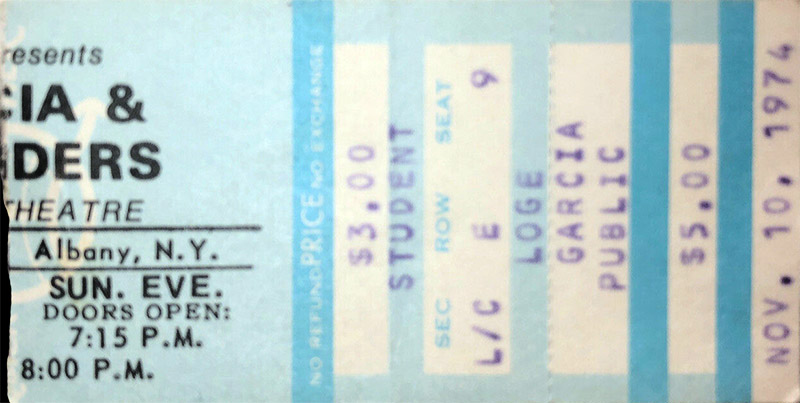 resents
CIA &
DERS
THEATRE
Albany, N.Y.
SUN. EVE.
DOORS OPEN:
7:15 P.M.
8:00 P.M.
NO REFUND PRICE NO EXCHANGE
$3.00
STUDENT
SEC ROW SEAT
L/C E 9
LOGE
GARCIA
PUBLIC
$5.00
NOV. 10, 1974